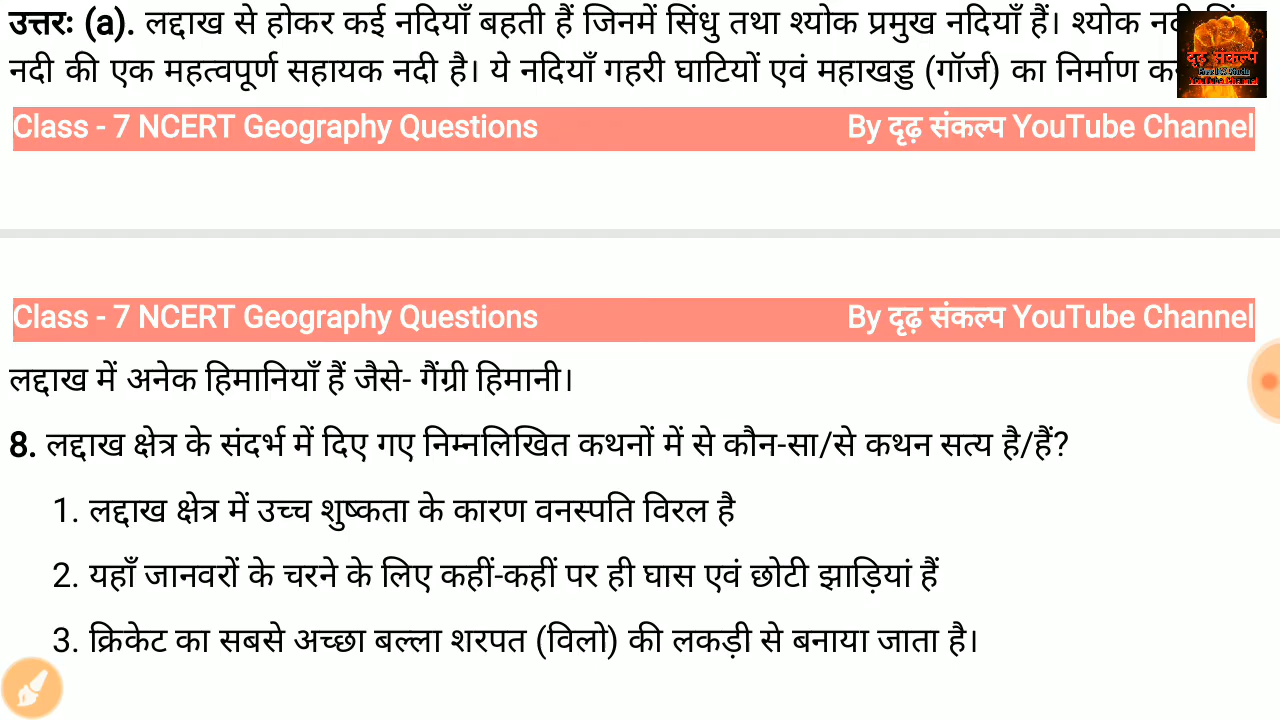 उत्तरः (a). लद्दाख से होकर कई नदियाँ बहती हैं जिनमें सिंधु तथा श्योक प्रमुख नदियाँ हैं। श्योक
नदी की एक महत्वपूर्ण सहायक नदी है। ये नदियाँ गहरी घाटियों एवं महाखड्ड (गॉर्ज) का निर्माण
दृढ़ संकल्प
Class - 7 NCERT Geography Questions By दृढ़ संकल्प YouTube Channel
Class - 7 NCERT Geography Questions By दृढ़ संकल्प YouTube Channel
लद्दाख में अनेक हिमानियाँ हैं जैसे- गैंग्री हिमानी।
8. लद्दाख क्षेत्र के संदर्भ में दिए गए निम्नलिखित कथनों में से कौन-सा/से कथन सत्य है/हैं?
1. लद्दाख क्षेत्र में उच्च शुष्कता के कारण वनस्पति विरल है
2. यहाँ जानवरों के चरने के लिए कहीं-कहीं पर ही घास एवं छोटी झाड़ियां हैं
3. क्रिकेट का सबसे अच्छा बल्ला शरपत (विलो) की लकड़ी से बनाया जाता है।